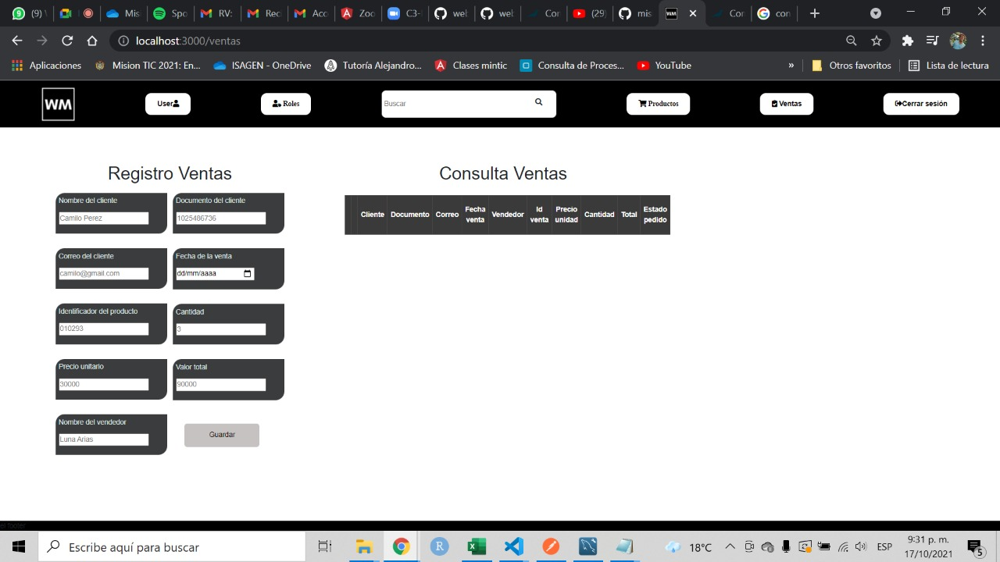 (9) \
Mis
Spo
RV:
Rec
Acc
Zoo
C3-
wel
wel
Cor
(29)
mis
WM
Cor
con
localhost:3000/ventas
Aplicaciones
Mision TIC 2021: En...
ISAGEN - OneDrive
Tutoría Alejandro...
Clases mintic
Consulta de Proces...
YouTube
»
Otros favoritos
Lista de lectura
WM
User
Roles
Buscar
Productos
Ventas
Cerrar sesión
Registro Ventas
Nombre del cliente
Camilo Perez
Documento del cliente
1025486736
Correo del cliente
camilo@gmail.com
Fecha de la venta
dd/mm/aaaa
Identificador del producto
010293
Cantidad
3
Precio unitario
30000
Valor total
90000
Nombre del vendedor
Luna Arias
Guardar
Consulta Ventas
Cliente
Documento
Correo
Fecha
venta
Vendedor
Id
venta
Precio
unidad
Cantidad
Total
Estado
pedido
el footer
Escribe aquí para buscar
R
18°C
ESP
9:31 p. m.
17/10/2021
5